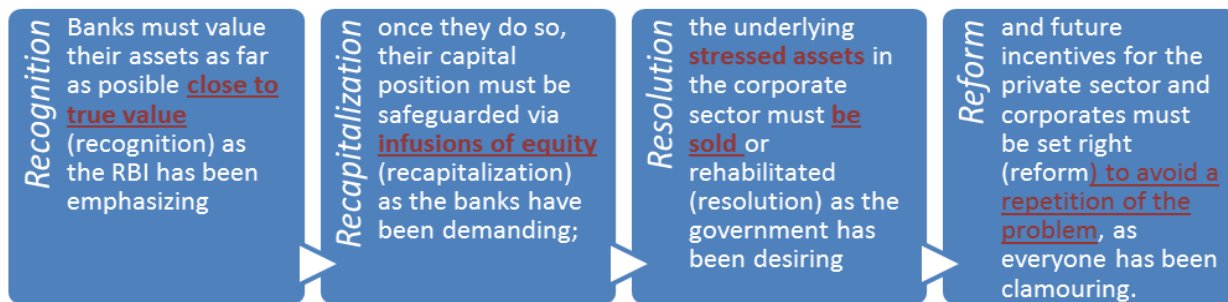 Recognition
Banks must value
their assets as far
as possible close to
true value
(recognition) as
the RBI has been
emphasizing
Recapitalization
once they do so,
their capital
position must be
safeguarded via
infusions of equity
(recapitalization)
as the banks have
been demanding;
Resolution
the underlying
stressed assets in
the corporate
sector must be
sold or
rehabilitated
(resolution) as the
government has
been desiring
Reform
and future
incentives for the
private sector and
corporates must
be set right
(reform) to avoid a
repetition of the
problem, as
everyone has been
clamouring.